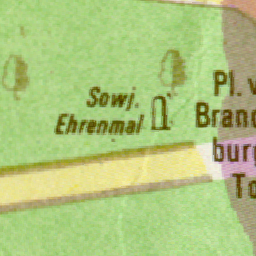 Sowj.
Ehrenmal
Pl. v
Brand
burg
To